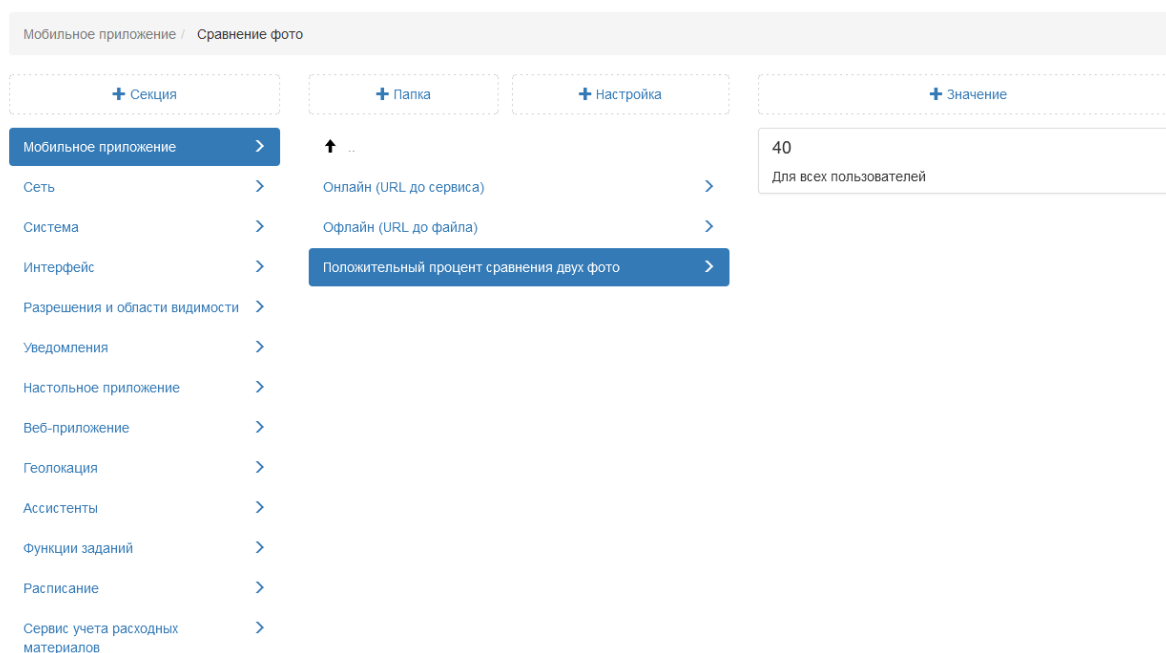 Мобильное приложение / Сравнение фото
+ Секция
+ Папка
+ Настройка
+ Значение
Мобильное приложение
Сеть
Система
Интерфейс
Разрешения и области видимости
Уведомления
Настольное приложение
Веб-приложение
Геолокация
Ассистенты
Функции заданий
Расписание
Сервис учета расходных
материалов
..
Онлайн (URL до сервиса)
Офлайн (URL до файла)
Положительный процент сравнения двух фото
40
Для всех пользователей